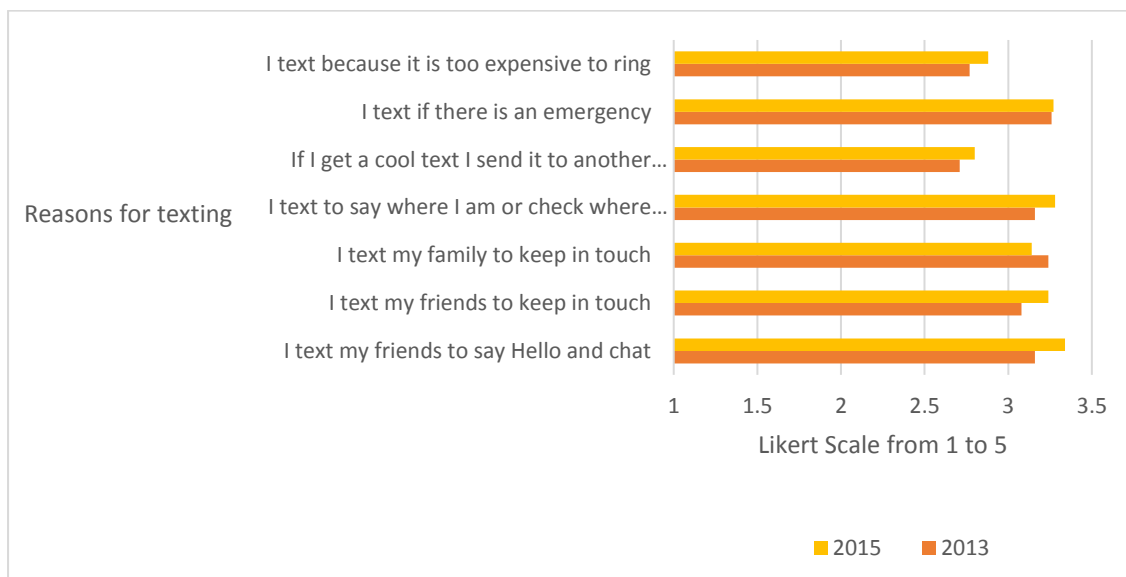 I text because it is too expensive to ring
I text if there is an emergency
If I get a cool text I send it to another...
I text to say where I am or check where...
Reasons for texting
I text my family to keep in touch
I text my friends to keep in touch
I text my friends to say Hello and chat
1 1.5 2 2.5 3 3.5
Likert Scale from 1 to 5
2015 2013